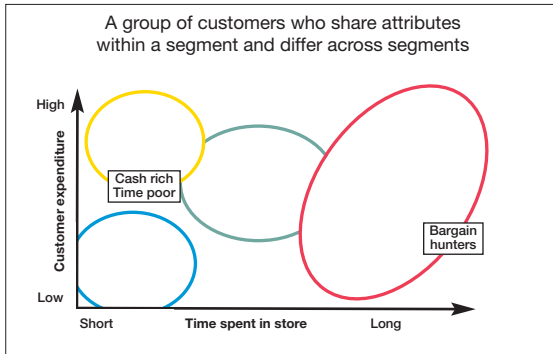 A group of customers who share attributes
within a segment and differ across segments
High
Customer expenditure
Cash rich
Time poor
Bargain
hunters
Low
Short
Time spent in store
Long